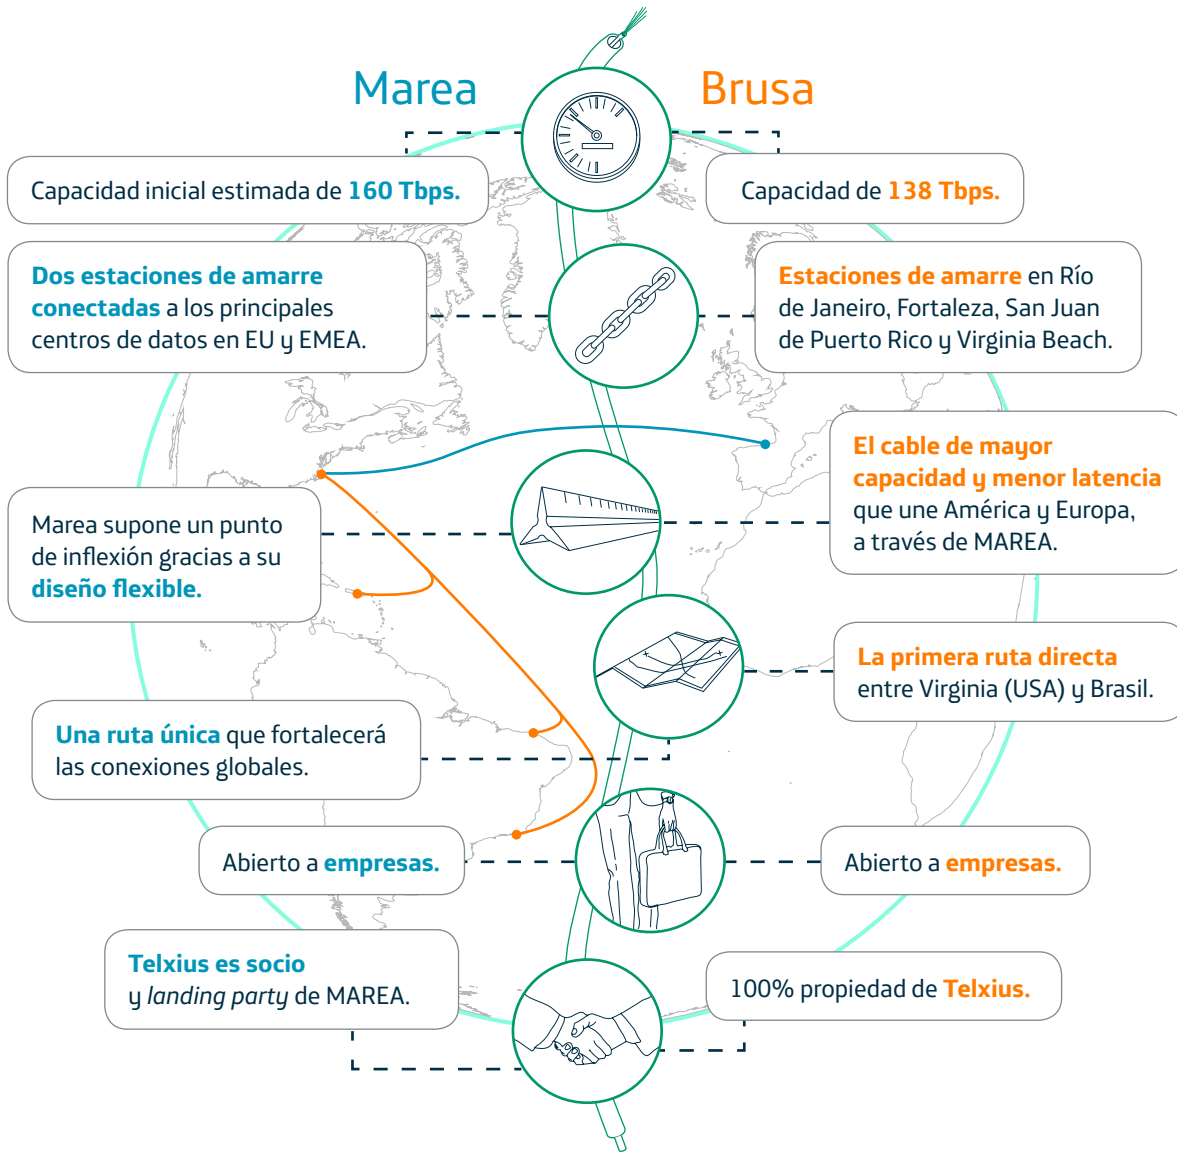 Marea
Brusa
Capacidad inicial estimada de 160 Tbps.
Capacidad de 138 Tbps.
Dos estaciones de amarre
conectadas a los principales
centros de datos en EU y EMEA.
Estaciones de amarre en Río
de Janeiro, Fortaleza, San Juan
de Puerto Rico y Virginia Beach.
El cable de mayor
capacidad y menor latencia
que une América y Europa,
a través de MAREA.
Marea supone un punto
de inflexión gracias a su
diseño flexible.
La primera ruta directa
entre Virginia (USA) y Brasil.
Una ruta única que fortalecerá
las conexiones globales.
Abierto a empresas.
Abierto a empresas.
Telxius es socio
y landing party de MAREA.
100% propiedad de Telxius.